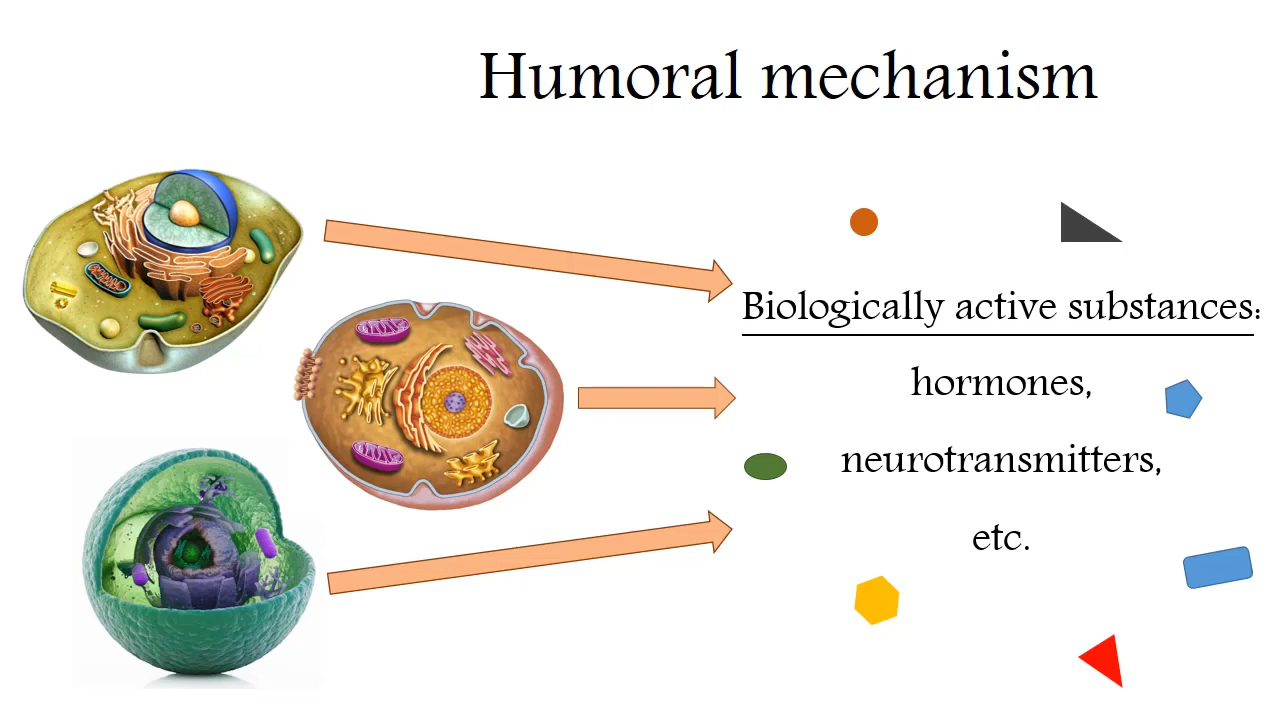 Humoral mechanism
Biologically active substances:
hormones,
neurotransmitters,
etc.